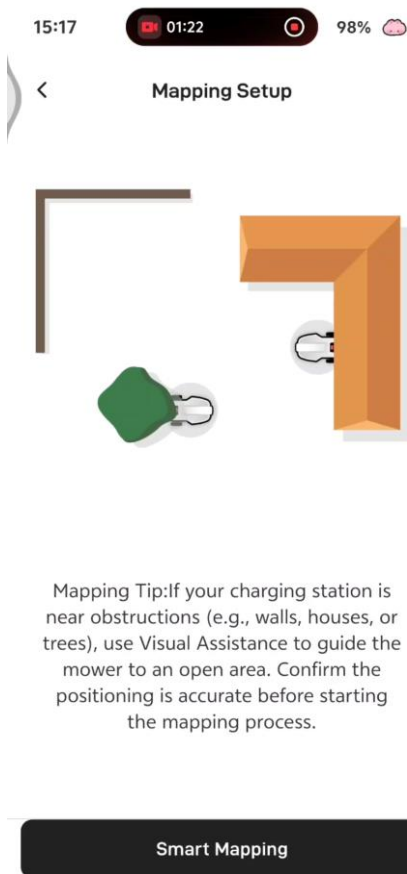 15:17
01:22
98%
Mapping Setup
Mapping Tip:If your charging station is
near obstructions (e.g., walls, houses, or
trees), use Visual Assistance to guide the
mower to an open area. Confirm the
positioning is accurate before starting
the mapping process.
Smart Mapping